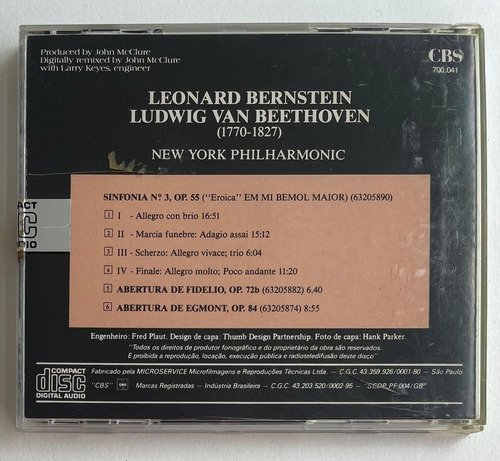 Produced by John McClure
Digitally remixed by John McClure
with Larry Keyes, engineer
CBS
700.041
LEONARD BERNSTEIN
LUDWIG VAN BEETHOVEN
(1770-1827)
NEW YORK PHILHARMONIC
SINFONIA Nº 3, OP. 55 ("Eroica" EM MI BEMOL MAIOR) (63205890)
1 I - Allegro con brio 16:51
2 II - Marcia funebre: Adagio assai 15:12
3 III - Scherzo: Allegro vivace; trio 6:04
4 IV - Finale: Allegro molto; Poco andante 11:20
5 ABERTURA DE FIDELIO, OP. 72b (63205882) 6.40
6 ABERTURA DE EGMONT, OP. 84 (63205874) 8:55
ACT
DIO
Engenheiro: Fred Plaut. Design de capa: Thumb Design Partnership. Foto de capa: Hank Parker.
"Todos os direitos de produtor fonográfico e do proprietário da obra são reservados.
É proibida a reprodução, locação, execução pública e radioteledifusão deste disco"
COMPACT
disc
DIGITAL AUDIO
Fabricado pela MICROSERVICE Microfilmagens e Reproduções Técnicas Ltda. - C.G.C. 43.359.926/0001-80 - São Paulo
"CBS" Marcas Registradas - Indústria Brasileira - C.G.C. 43.203.520/0002-95 - "SCDP PF 004/GB"